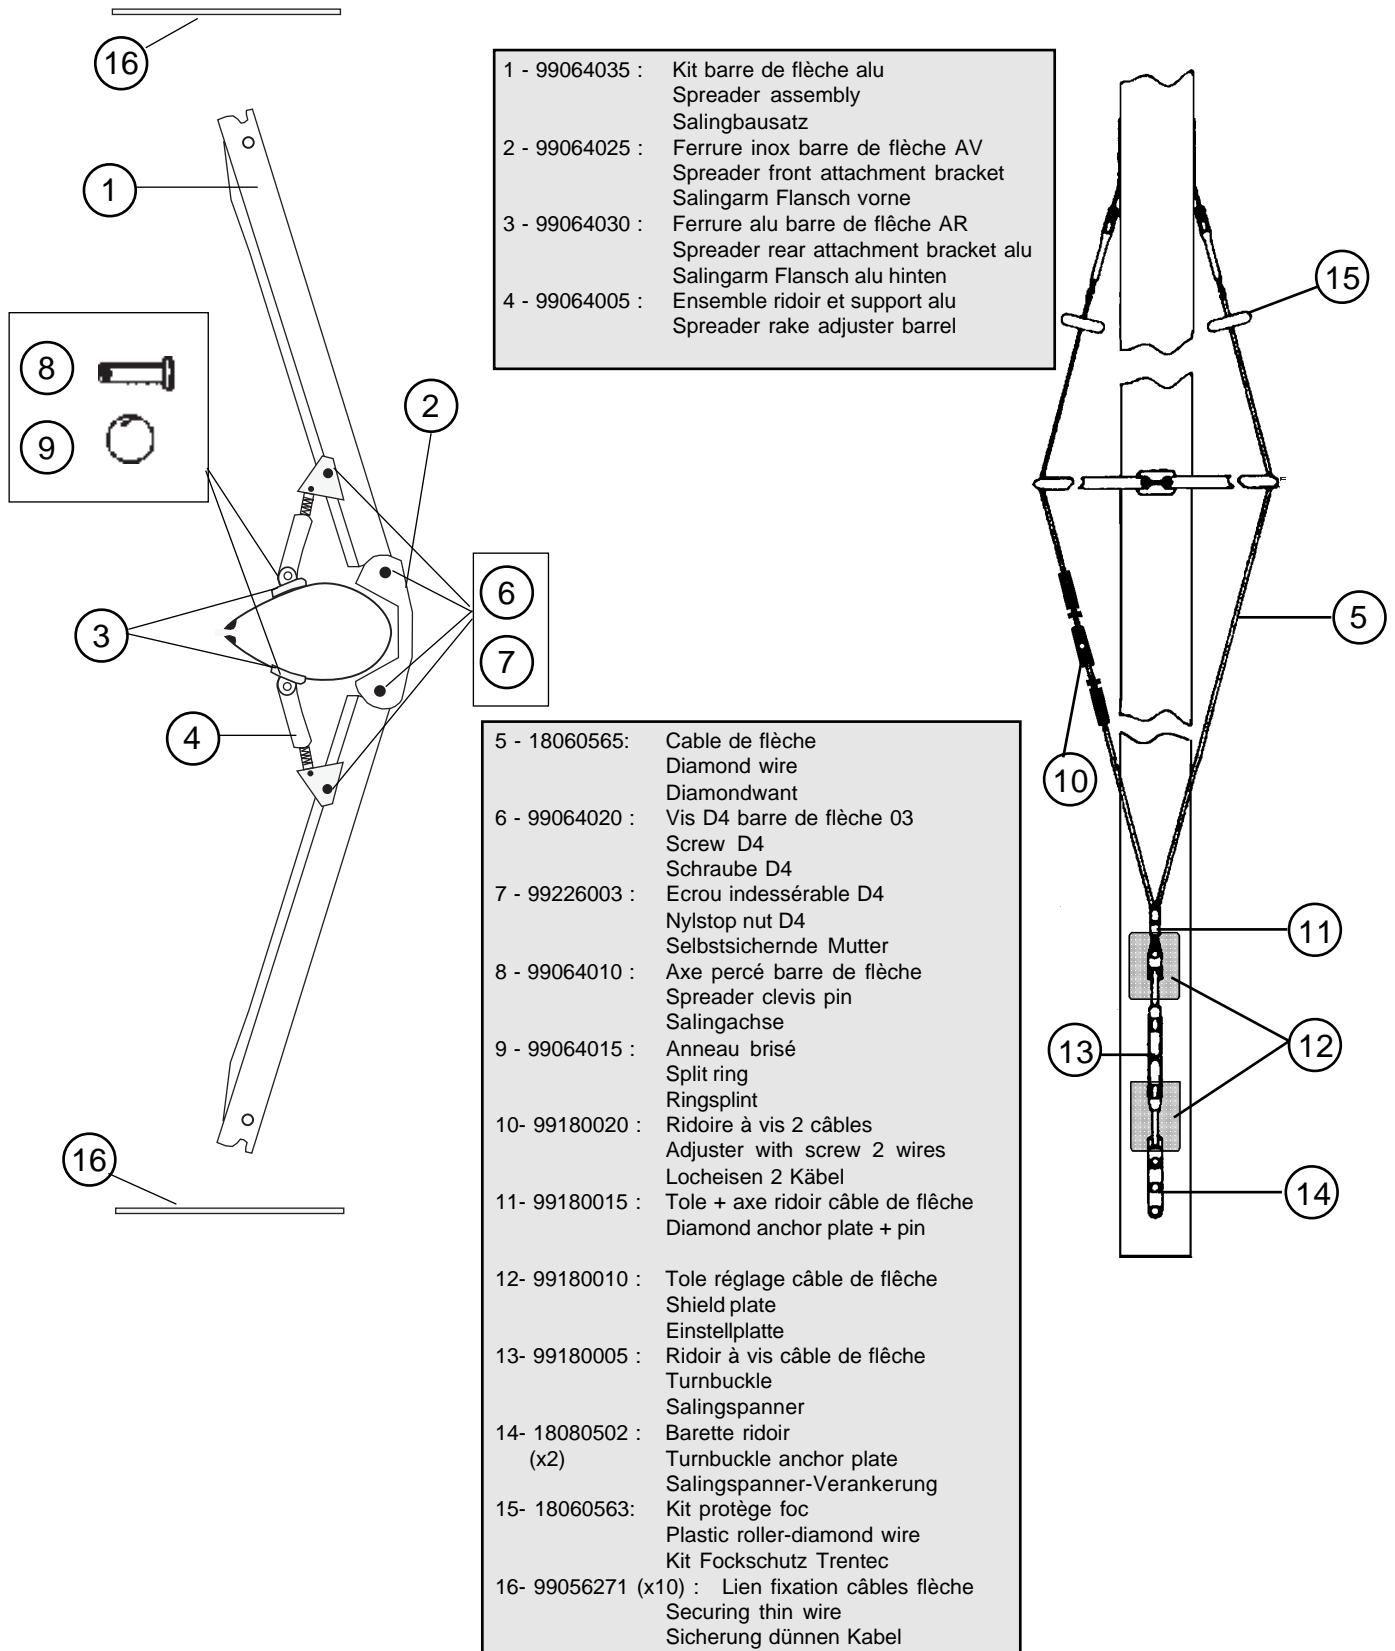 16
1 - 99064035 : Kit barre de flèche alu
Spreader assembly
Salingbausatz
2 - 99064025 : Ferrure inox barre de flèche AV
Spreader front attachment bracket
Salingarm Flansch vorne
3 - 99064030 : Ferrure alu barre de flêche AR
Spreader rear attachment bracket alu
Salingarm Flansch alu hinten
4 - 99064005 : Ensemble ridoir et support alu
Spreader rake adjuster barrel
1
15
8
9
2
6
7
3
4
5
10
5 - 18060565: Cable de flèche
Diamond wire
Diamondwant
6 - 99064020 : Vis D4 barre de flèche 03
Screw D4
Schraube D4
7 - 99226003 : Ecrou indessérable D4
Nylstop nut D4
Selbstsichernde Mutter
8 - 99064010 : Axe percé barre de flèche
Spreader clevis pin
Salingachse
9 - 99064015 : Anneau brisé
Split ring
Ringsplint
10- 99180020 : Ridoire à vis 2 câbles
Adjuster with screw 2 wires
Locheisen 2 Käbel
11- 99180015 : Tole + axe ridoir câble de flêche
Diamond anchor plate + pin
12- 99180010 : Tole réglage câble de flêche
Shield plate
Einstellplatte
13- 99180005 : Ridoir à vis câble de flêche
Turnbuckle
Salingspanner
14- 18080502 : Barette ridoir
(x2) Turnbuckle anchor plate
Salingspanner-Verankerung
15- 18060563: Kit protège foc
Plastic roller-diamond wire
Kit Fockschutz Trentec
16- 99056271 (x10) : Lien fixation câbles flèche
Securing thin wire
Sicherung dünnen Kabel
11
12
13
14
16